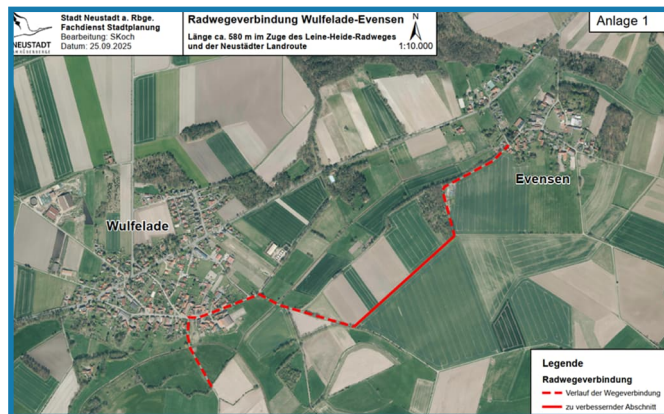 NEUSTADT
Stadt Neustadt a. Rbge.
Fachdienst Stadtplanung
Bearbeitung: SKoch
Datum: 25.09.2025
Radwegeverbindung Wulfelade-Evensen
Länge ca. 580 m im Zuge des Leine-Heide-Radweges
und der Neustädter Landroute
N
1:10.000
Anlage 1
Evensen
Wulfelade
Legende
Radwegeverbindung
Verlauf der Wegeverbindung
zu verbessernder Abschnitt